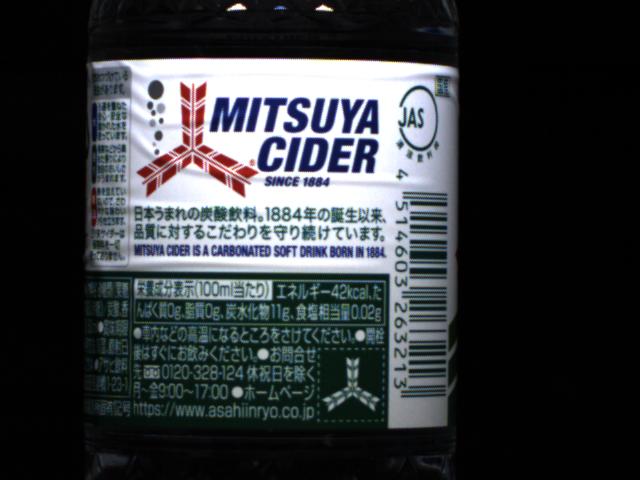 MITSUYA
CIDER
®
SINCE 1884
日本うまれの炭酸飲料。1884年の誕生以来、
品質に対するこだわりを守り続けています。
MITSUYA CIDER IS A CARBONATED SOFT DRINK BORN IN 1884.
JAS
4 514603 263213
栄養成分表示(100ml当たり) エネルギー42kcal、た
んぱく質0g、脂質0g、炭水化物11g、食塩相当量0.02g
●車内などの高温になるところをさけてください。●開栓
後はすぐにお飲みください。●お問合せ
先 0120-328-124 休祝日を除く
月〜金9:00〜17:00 ●ホームページ
https://www.asahiinryo.co.jp